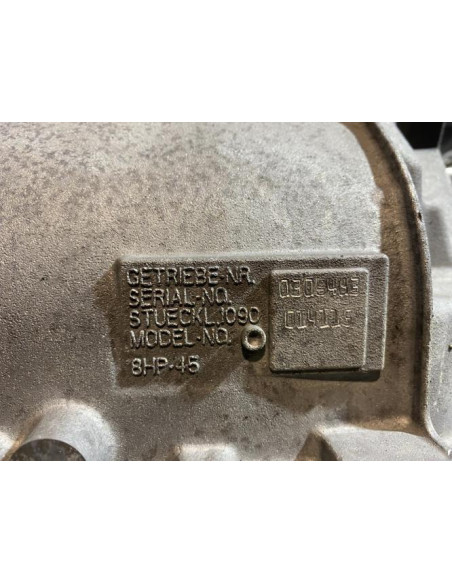 GETRIEBE-NR.
SERIAL-NO.
STUECKL.1090
MODEL-NO.
8HP-45